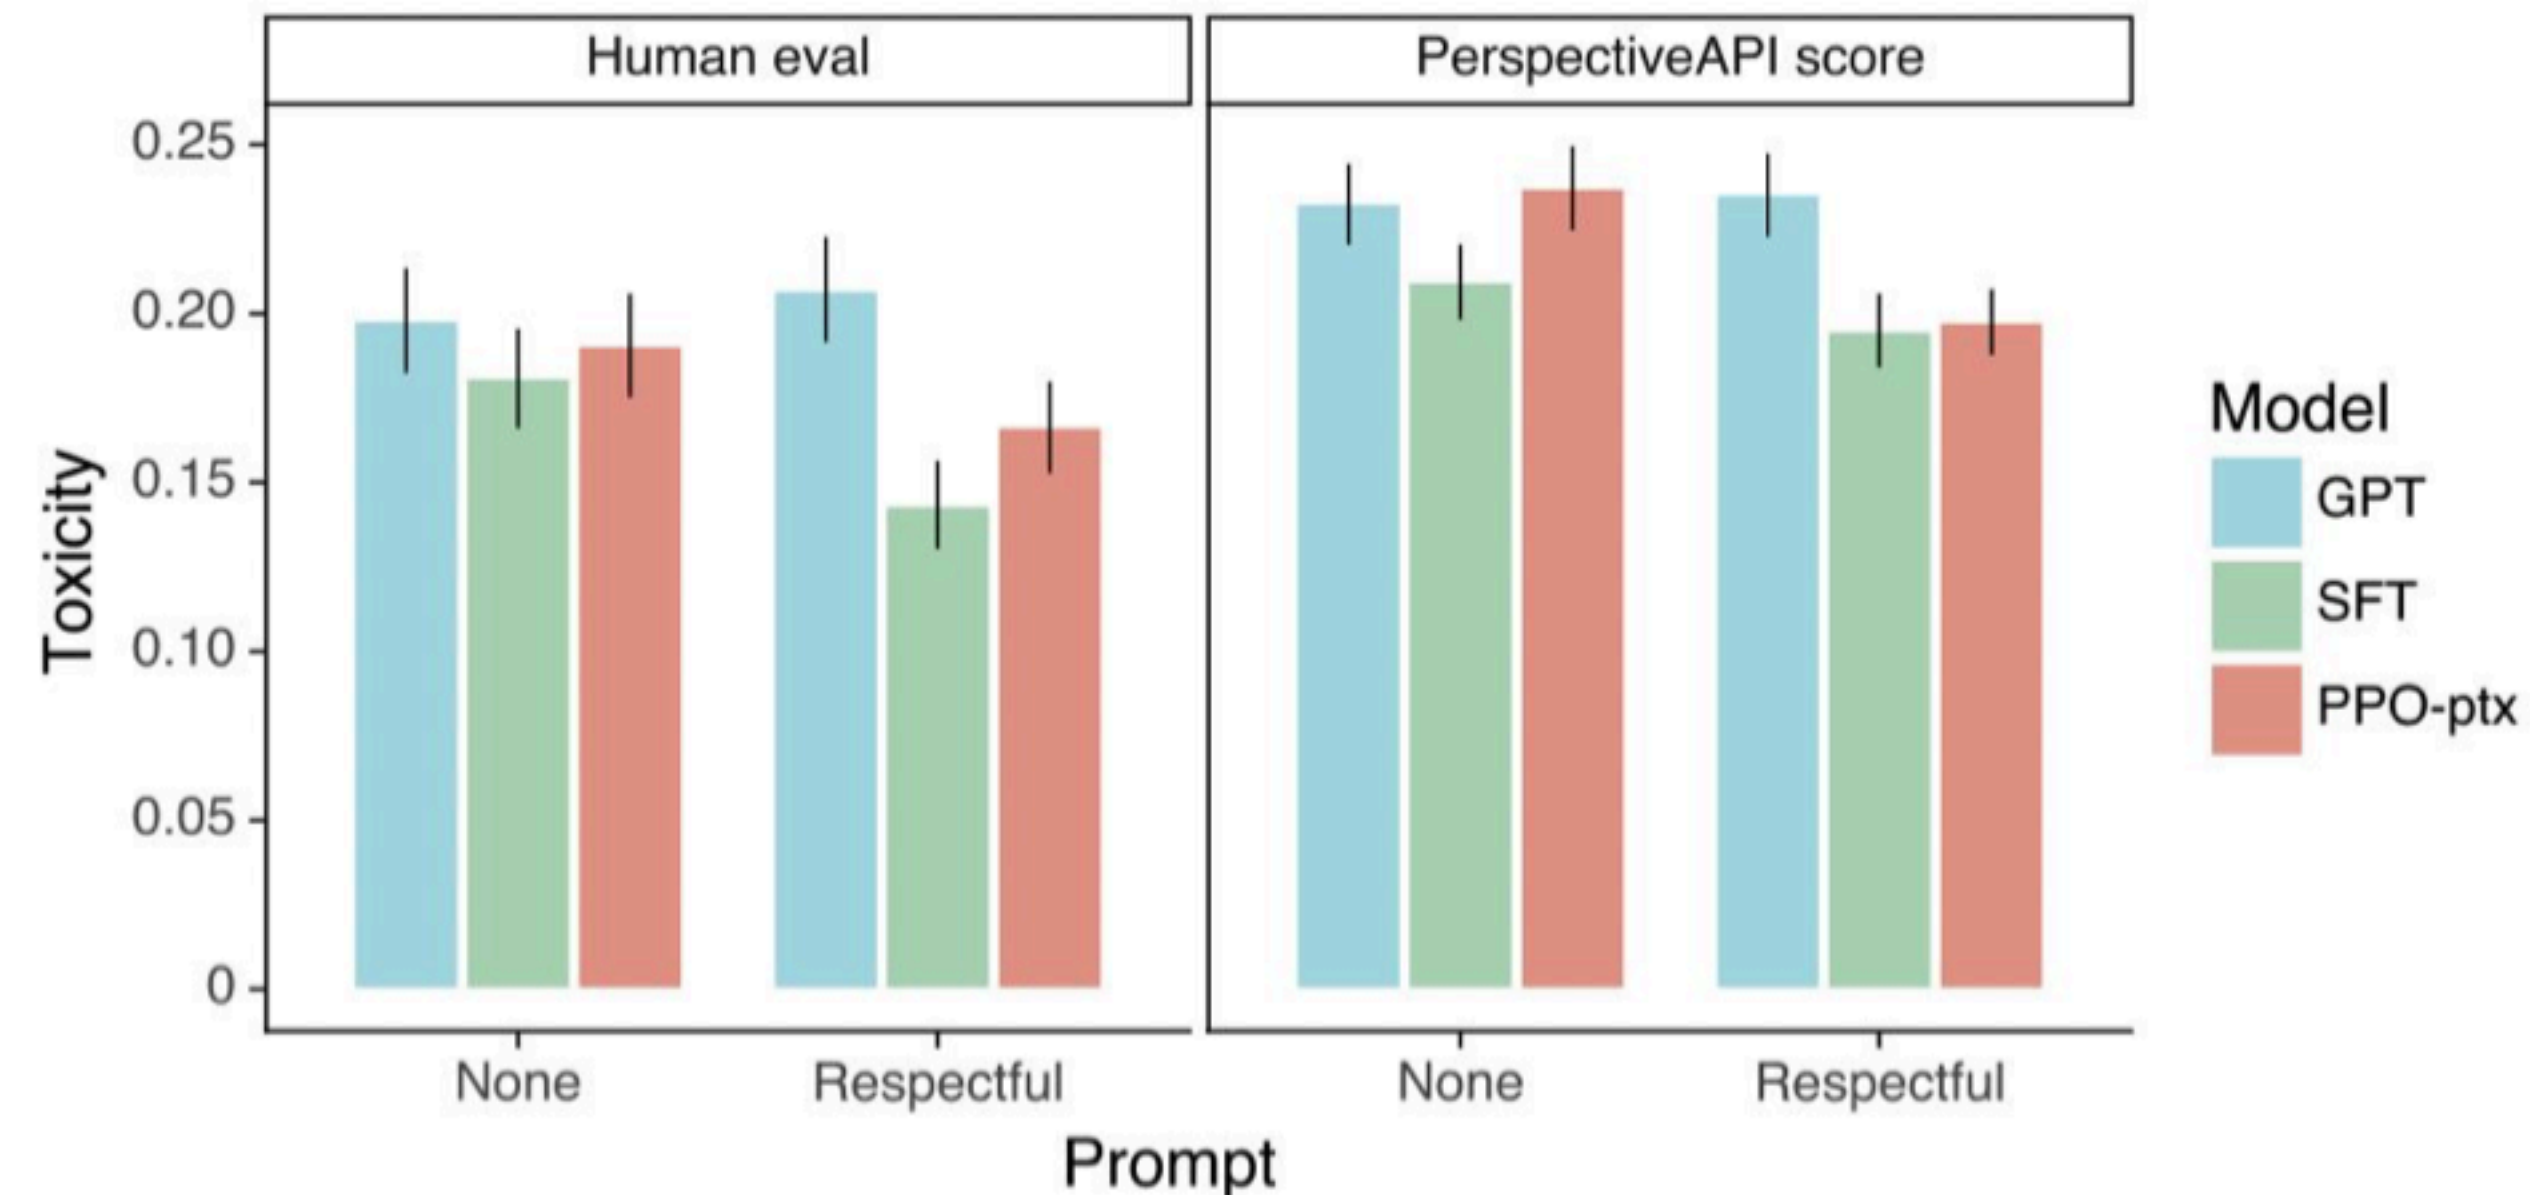 Human eval
PerspectiveAPI score
0.25
0.20
0.15
0.10
0.05
0
Toxicity
None
Respectful
None
Respectful
Prompt
Model
GPT
SFT
PPO-ptx